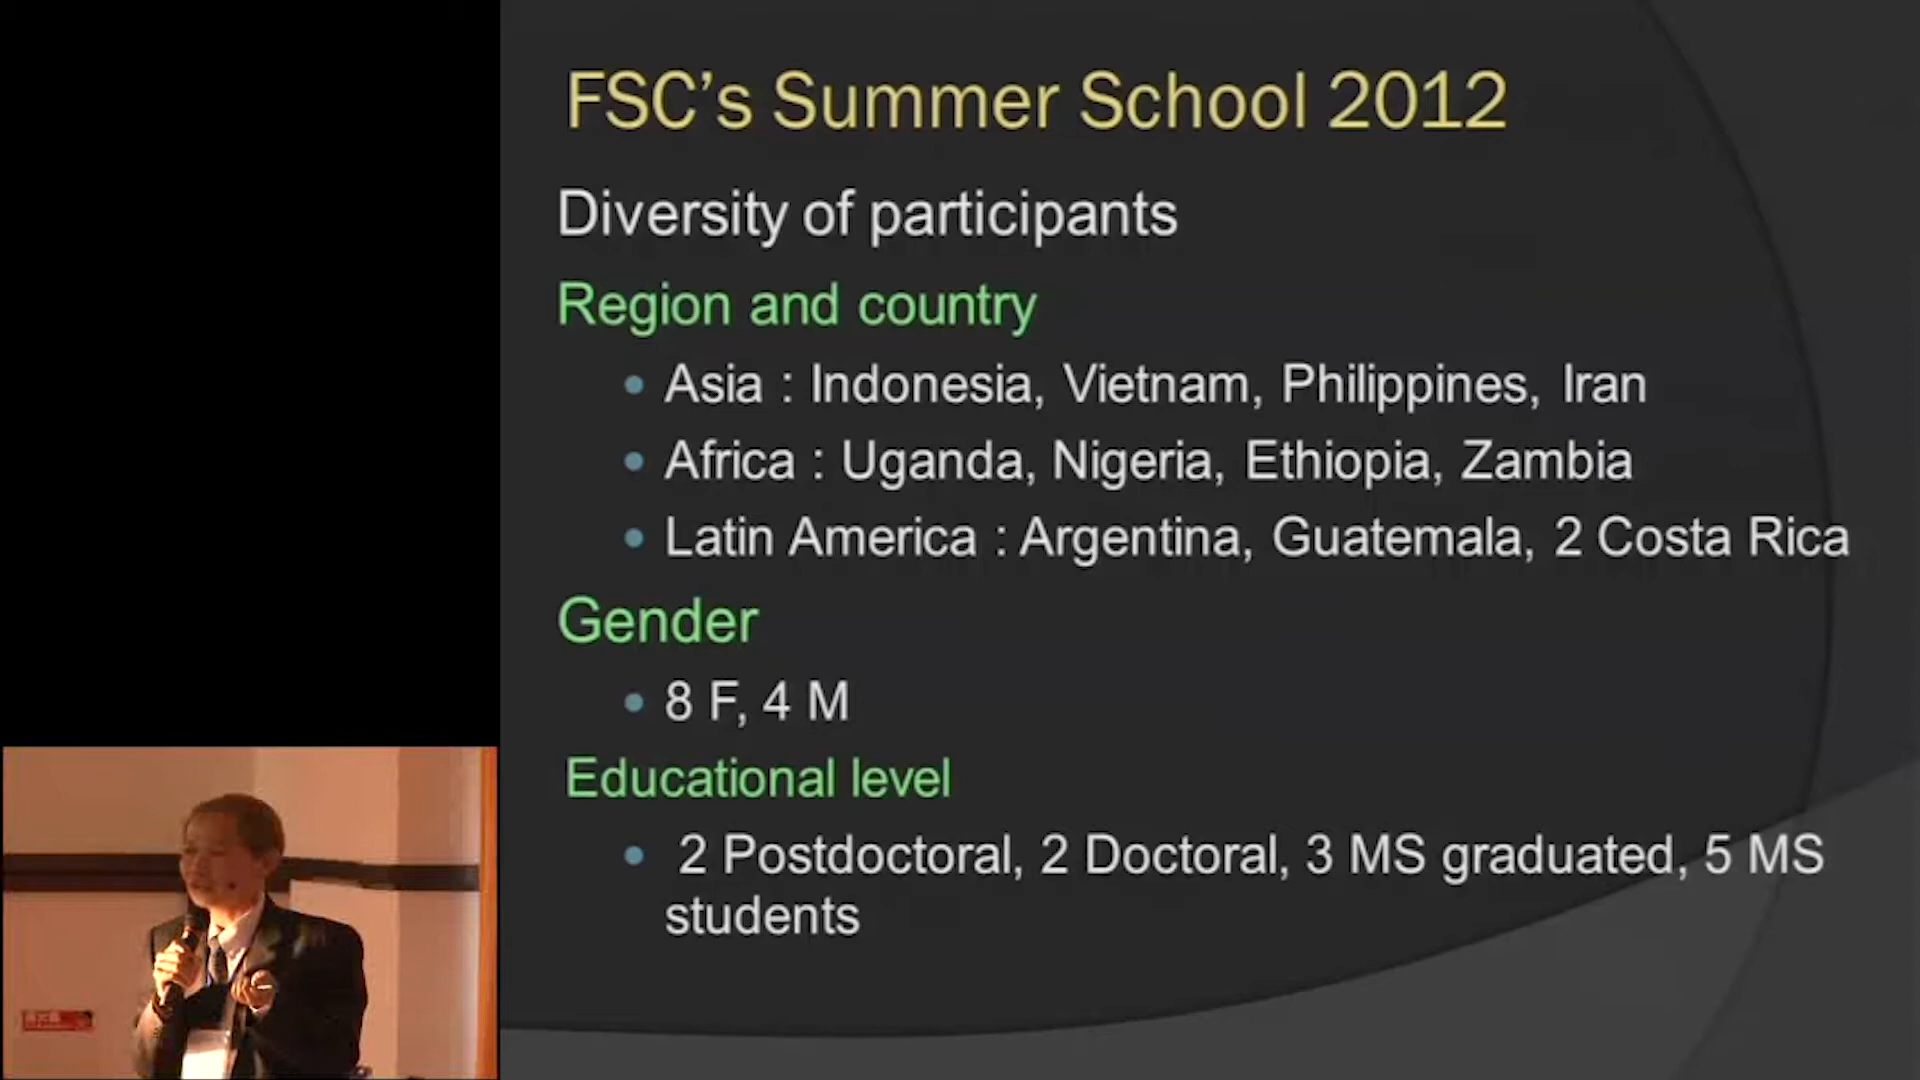 FSC's Summer School 2012
Diversity of participants
Region and country
• Asia : Indonesia, Vietnam, Philippines, Iran
• Africa : Uganda, Nigeria, Ethiopia, Zambia
• Latin America : Argentina, Guatemala, 2 Costa Rica
Gender
• 8 F, 4 M
Educational level
• 2 Postdoctoral, 2 Doctoral, 3 MS graduated, 5 MS
students